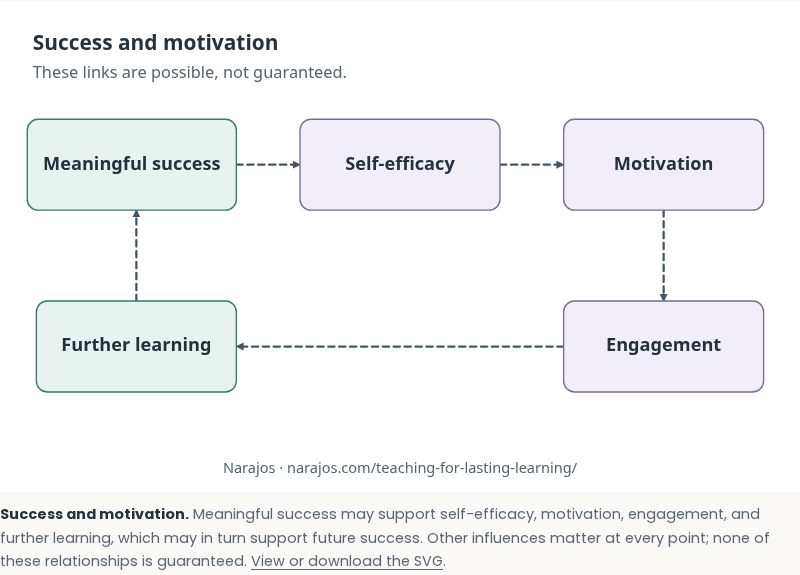 Success and motivation
These links are possible, not guaranteed.
Meaningful success
Self-efficacy
Motivation
Further learning
Engagement
Narajos · narajos.com/teaching-for-lasting-learning/
Success and motivation. Meaningful success may support self-efficacy, motivation, engagement, and
further learning, which may in turn support future success. Other influences matter at every point; none of
these relationships is guaranteed. View or download the SVG.